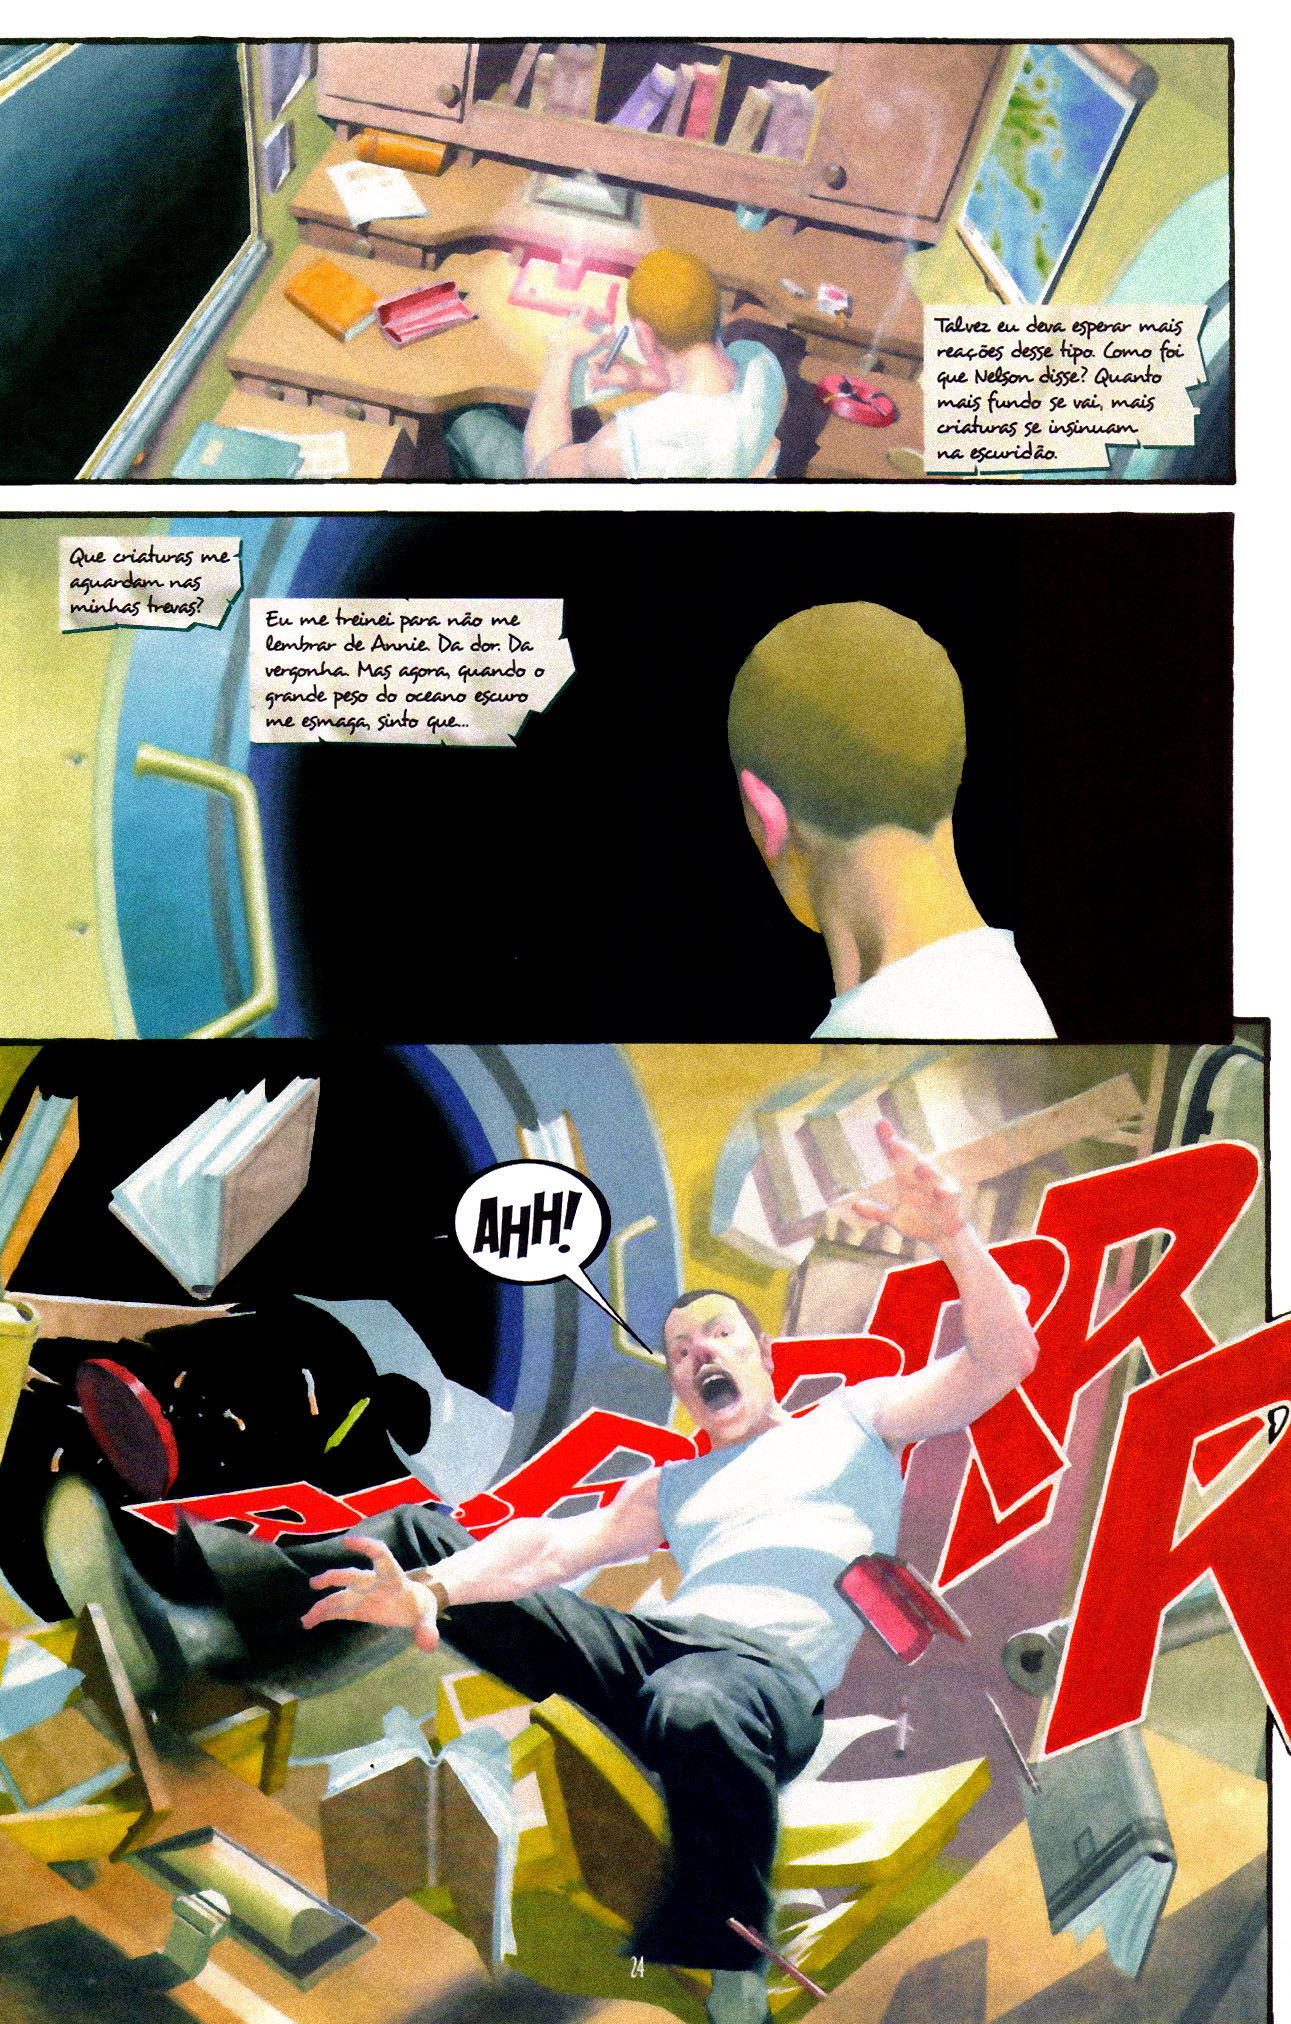 Talvez eu deva esperar mais
reações desse tipo. Como foi
que Nelson disse? Quanto
mais fundo se vai, mais
criaturas se insinuam
na escuridão.
Que criaturas me
aguardam nas
minhas trevas?
Eu me treinei para não me
lembrar de Annie. Da dor. Da
vergonha. Mas agora, quando o
grande peso do oceano escuro
me esmaga, sinto que...
AHH!
24